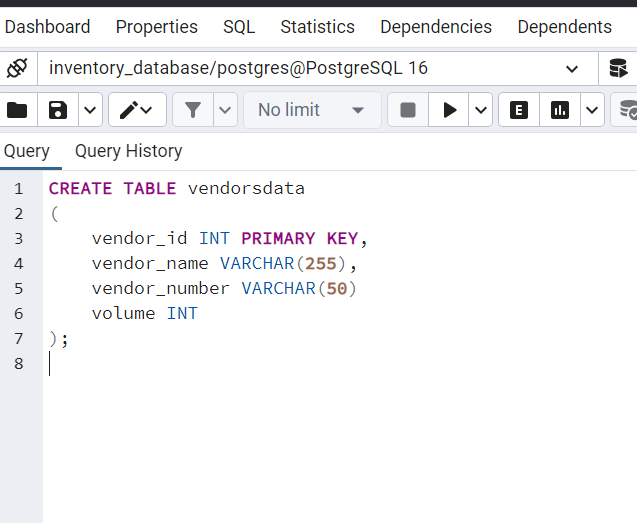 Dashboard Properties SQL Statistics Dependencies Dependents
inventory_database/postgres@PostgreSQL 16
No limit E
Query Query History
1 CREATE TABLE vendorsdata
2 (
3 vendor_id INT PRIMARY KEY,
4 vendor_name VARCHAR(255),
5 vendor_number VARCHAR(50)
6 volume INT
7 );
8